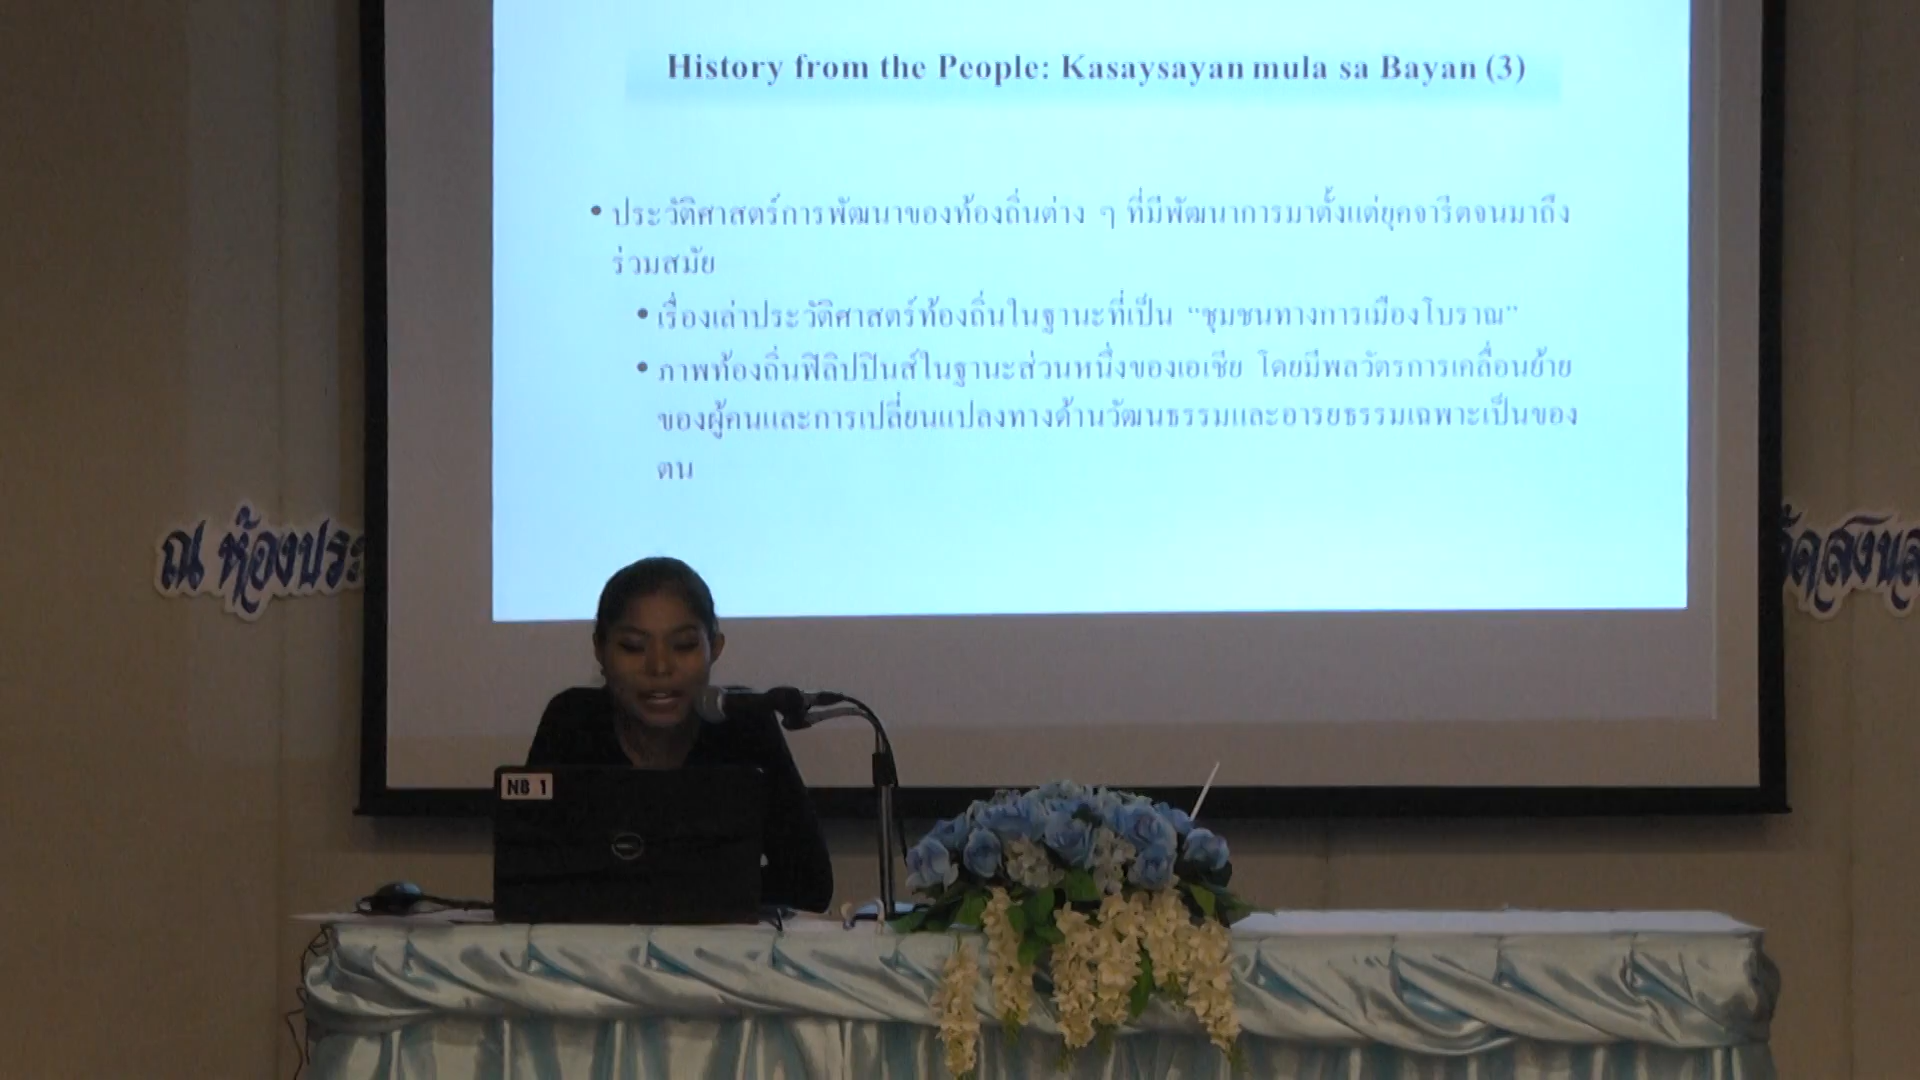 History from the People: Kasaysayan mula sa Bayan (3)
• ประวัติศาสตร์การพัฒนาของท้องถิ่นต่าง ๆ ที่มีพัฒนาการมาตั้งแต่ยุคจารีตจนมาถึง
ร่วมสมัย
• เรื่องเล่าประวัติศาสตร์ท้องถิ่นในฐานะที่เป็น “ชุมชนทางการเมืองโบราณ”
• ภาพท้องถิ่นฟิลิปปินส์ในฐานะส่วนหนึ่งของเอเชีย โดยมีพลวัตรการเคลื่อนย้าย
ของผู้คนและการเปลี่ยนแปลงทางด้านวัฒนธรรมและอารยธรรมเฉพาะเป็นของ
ตน
ณ ห้องประ
NB 1
DELL